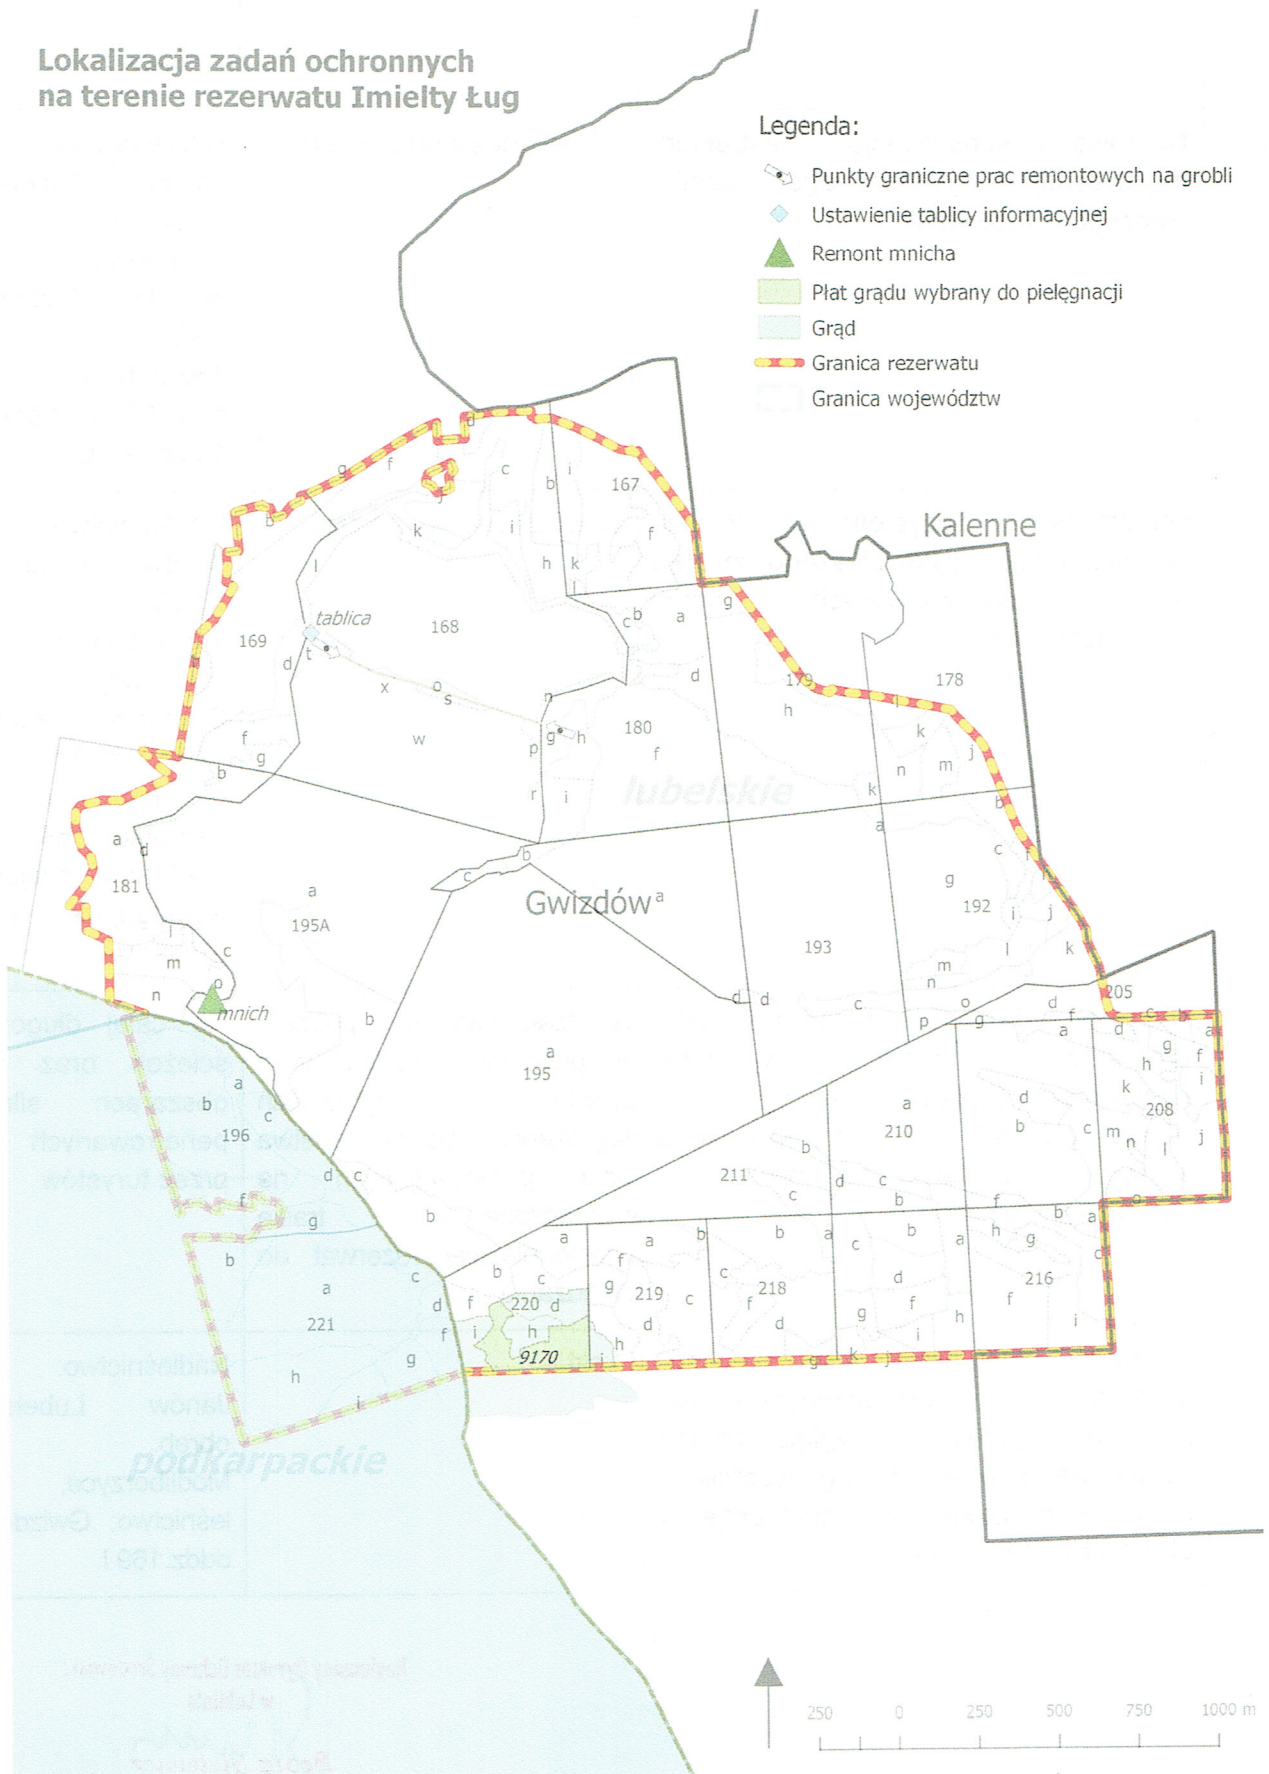 Lokalizacja zadań ochronnych
na terenie rezerwatu Imielty Ług
Legenda:
Punkty graniczne prac remontowych na grobli
Ustawienie tablicy informacyjnej
Remont mnicha
Płat grądu wybrany do pielęgnacji
Grąd
Granica rezerwatu
Granica województw
d
g f c i 167
b
j
b k i f
Kalenne
l h k
l
tablica c b a g
169 168
t d
d 179 178
x o s n h l
f w p g h 180 k j
g f n m
b lubelskie
r i k b
a
a d b c f
181 c g
a Gwizdów a 192 i j
195A 193
l c l k
m m
n o d d c n o d 205
mnich p g f c b
b a d a
a g f
195 h i
a d k
b c a b 208
196 210 c m n l j
b
d c 211 d c
f c b f o
g b b a
a a b b a b a h g c
b c b c f c
a d g 219 c 218 c d 216
f 220 d c f f f
221 f i h d d g h i
g 9170 h i
i g k j
h
i
podkarpackie
250 0 250 500 750 1000 m